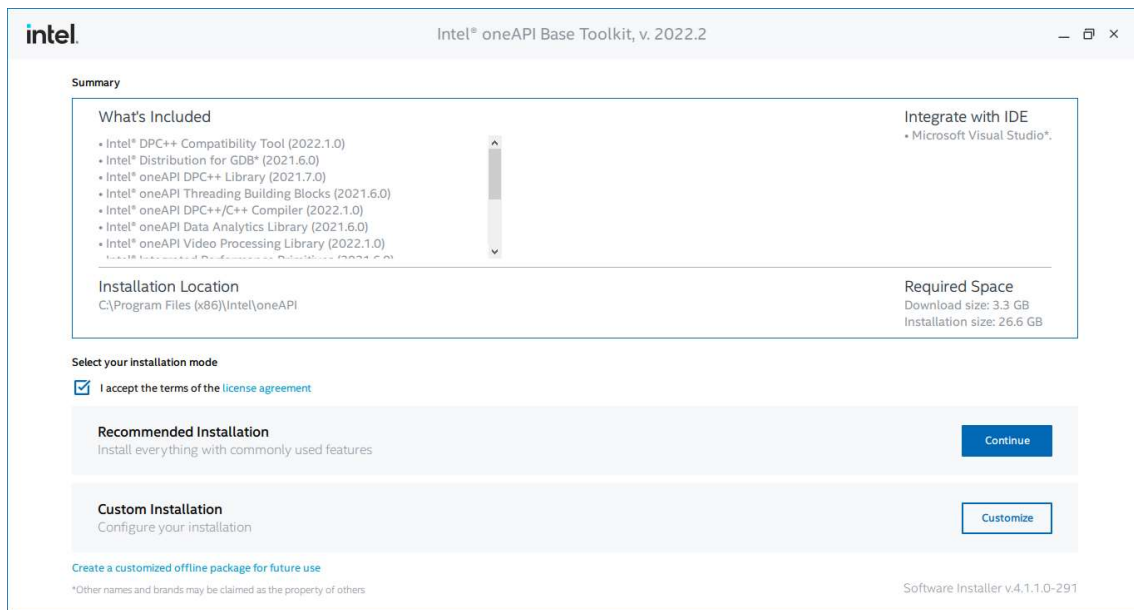 intel.
Intel® oneAPI Base Toolkit, v. 2022.2
Summary
What's Included
• Intel® DPC++ Compatibility Tool (2022.1.0)
• Intel® Distribution for GDB* (2021.6.0)
• Intel® oneAPI DPC++ Library (2021.7.0)
• Intel® oneAPI Threading Building Blocks (2021.6.0)
• Intel® oneAPI DPC++/C++ Compiler (2022.1.0)
• Intel® oneAPI Data Analytics Library (2021.6.0)
• Intel® oneAPI Video Processing Library (2022.1.0)
• Intel® Integrated Performance Primitives (2021.6.0)
Integrate with IDE
• Microsoft Visual Studio*.
Installation Location
C:\Program Files (x86)\Intel\oneAPI
Required Space
Download size: 3.3 GB
Installation size: 26.6 GB
Select your installation mode
I accept the terms of the license agreement
Recommended Installation
Install everything with commonly used features
Continue
Custom Installation
Configure your installation
Customize
Create a customized offline package for future use
*Other names and brands may be claimed as the property of others
Software Installer v.4.1.1.0-291